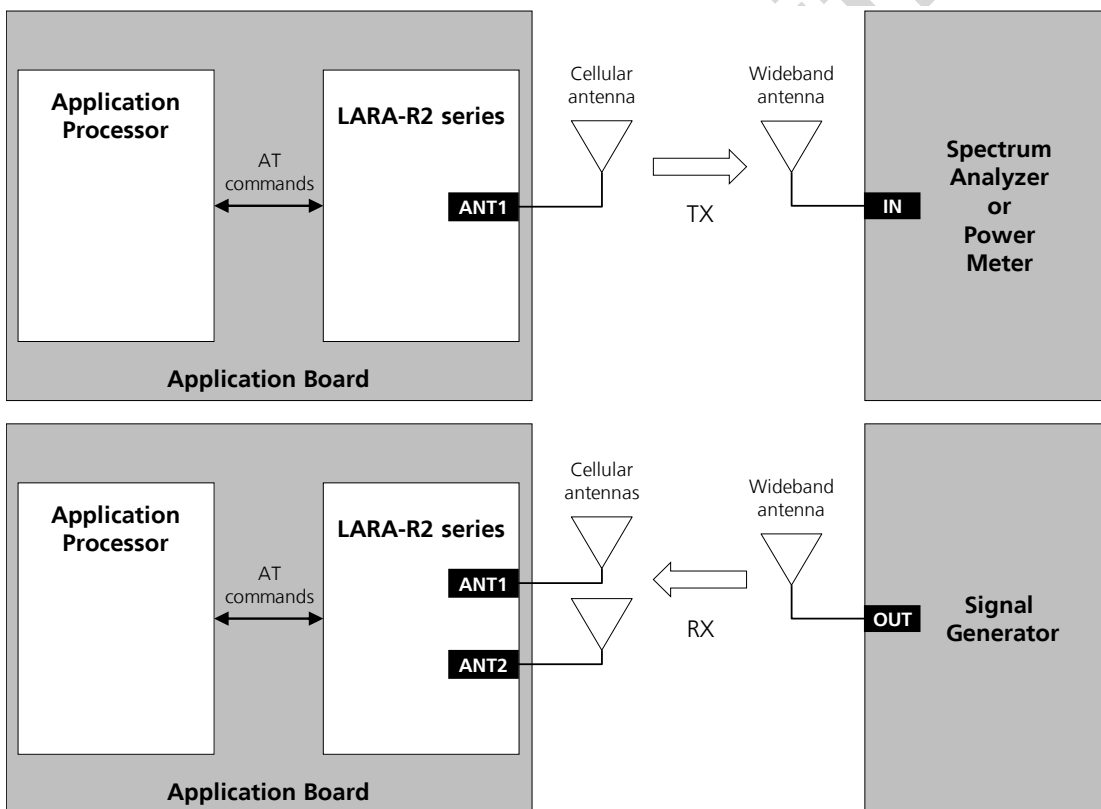 Application
Processor
AT
commands
LARA-R2 series
ANT1
Application Board
Cellular
antenna
TX
Wideband
antenna
IN
Spectrum
Analyzer
or
Power
Meter
Application
Processor
AT
commands
LARA-R2 series
ANT1
ANT2
Application Board
Cellular
antennas
RX
Wideband
antenna
OUT
Signal
Generator